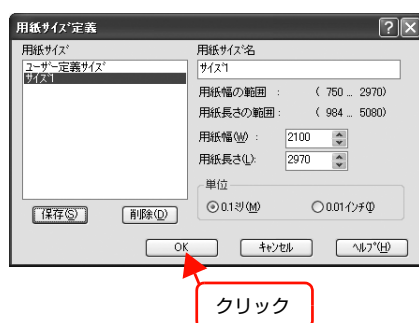 用紙サイズ定義
用紙サイズ
ユーザー定義サイズ
サイズ1
用紙サイズ名
サイズ1
用紙幅の範囲 : ( 750 ... 2970)
用紙長さの範囲 : ( 984 ... 5080)
用紙幅(W) : 2100
用紙長さ(L): 2970
単位
0.1ミリ(M) 0.01インチ(I)
保存(S) 削除(D)
OK キャンセル ヘルプ(H)
クリック